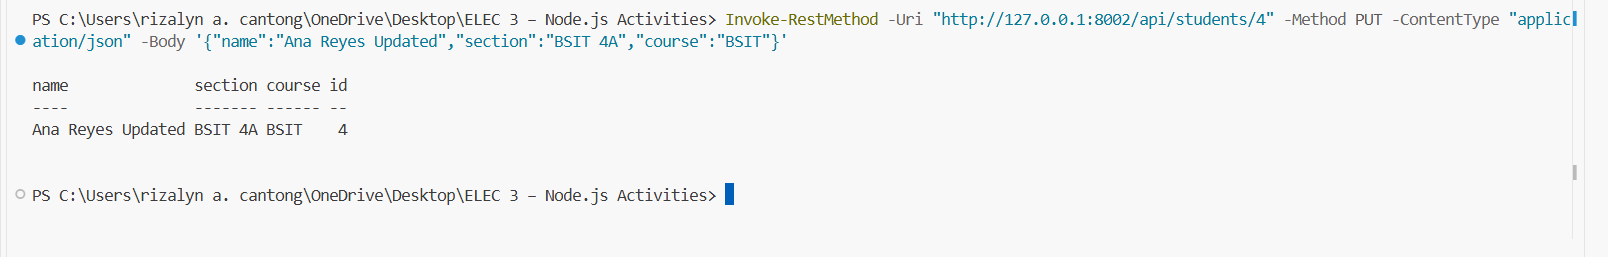 PS C:\Users\rizalyn a. cantong\OneDrive\Desktop\ELEC 3 – Node.js Activities> Invoke-RestMethod -Uri "http://127.0.0.1:8002/api/students/4" -Method PUT -ContentType "applic
ation/json" -Body '{"name":"Ana Reyes Updated","section":"BSIT 4A","course":"BSIT"}'
name              section course id
----              ------- ------ --
Ana Reyes Updated BSIT 4A BSIT    4
PS C:\Users\rizalyn a. cantong\OneDrive\Desktop\ELEC 3 – Node.js Activities>